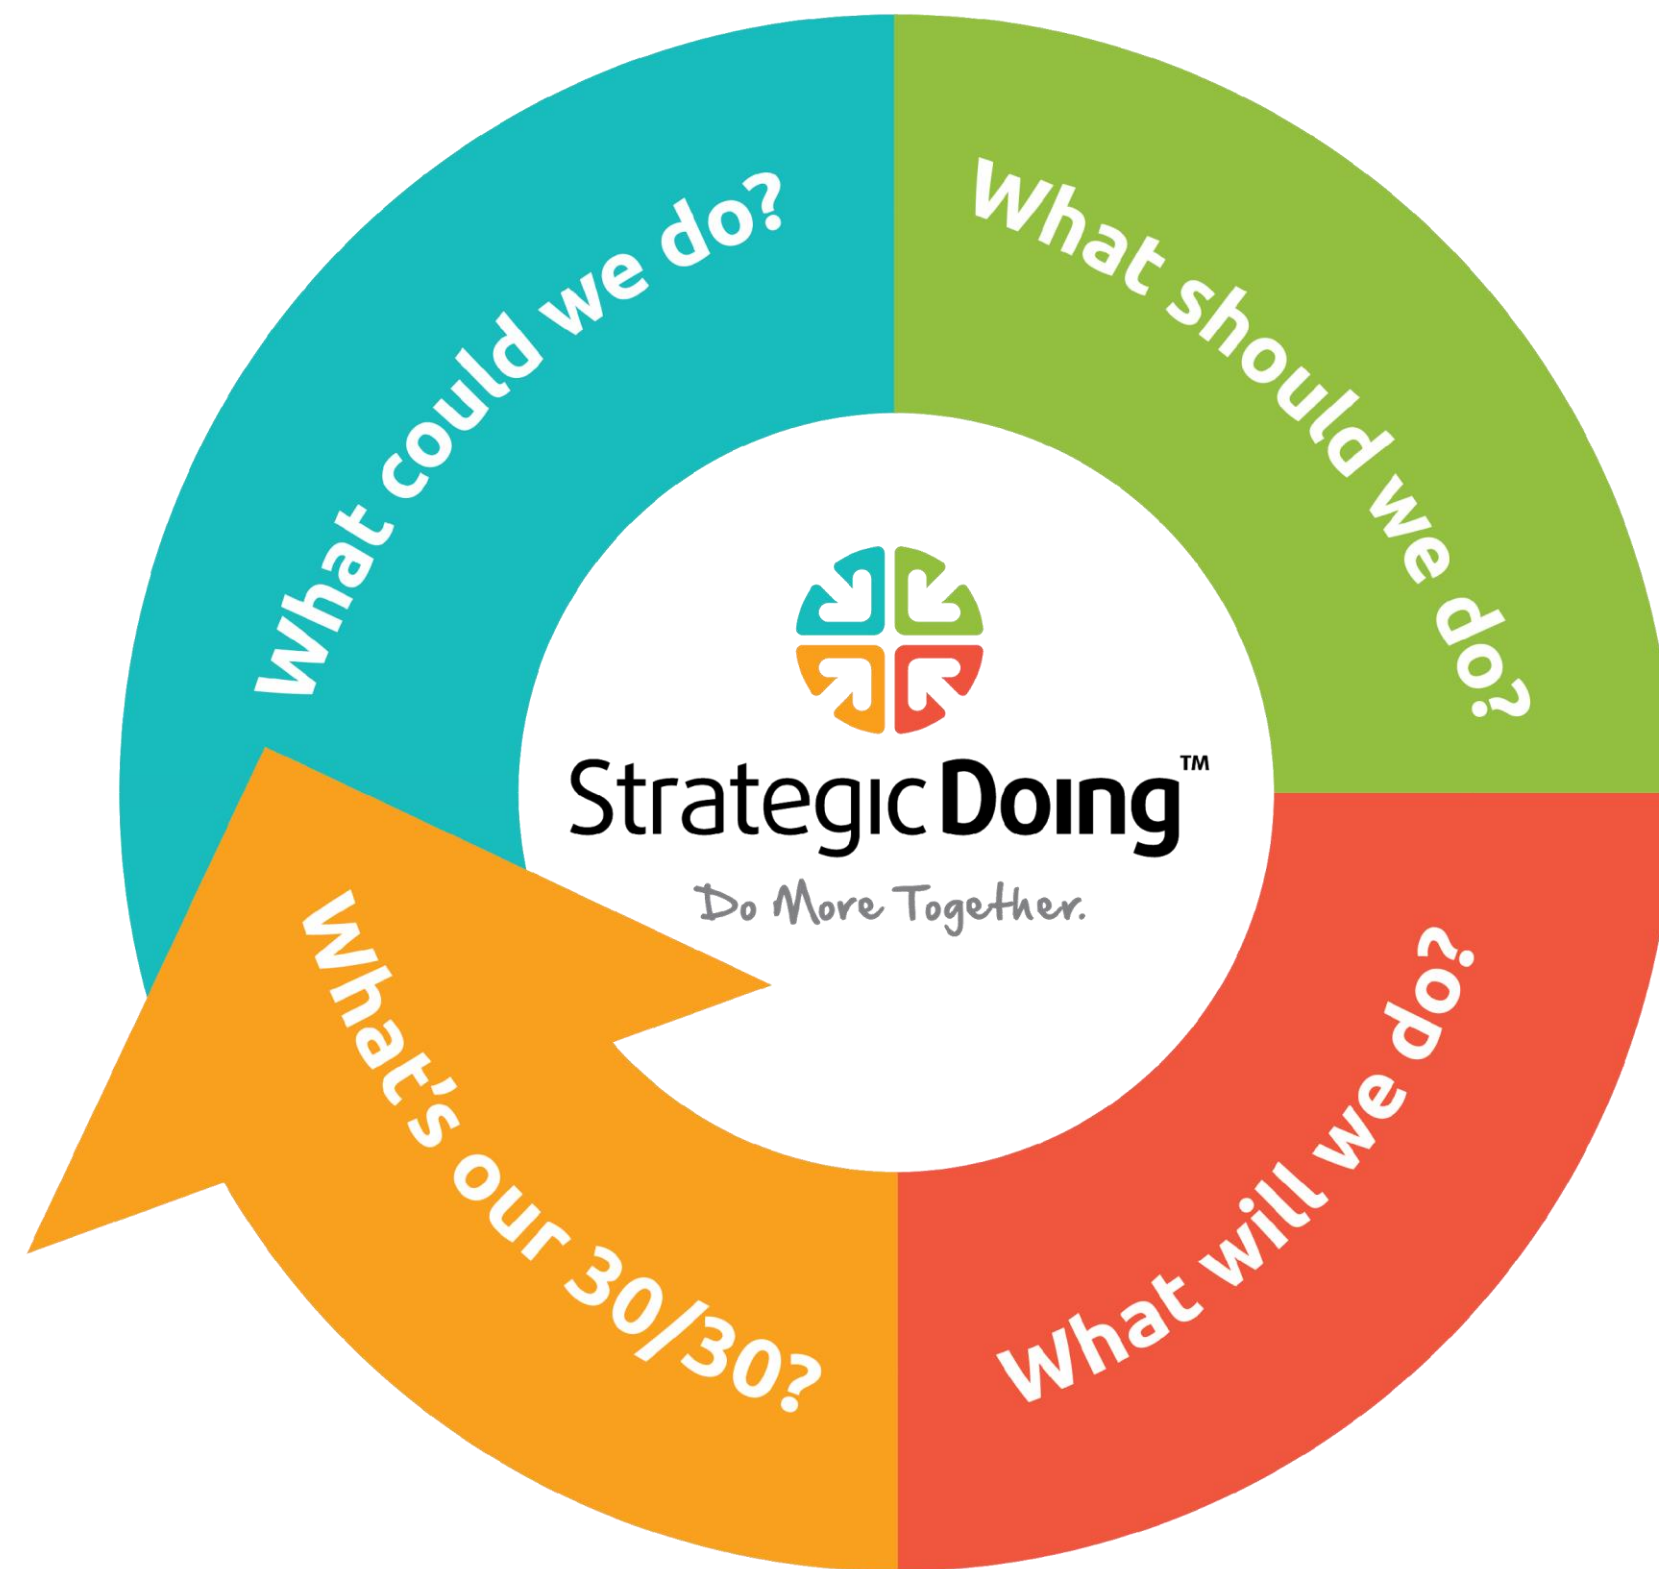 What could we do?
What should we do?
What will we do?
What's our 30/30?
StrategicDoing™
Do More Together.